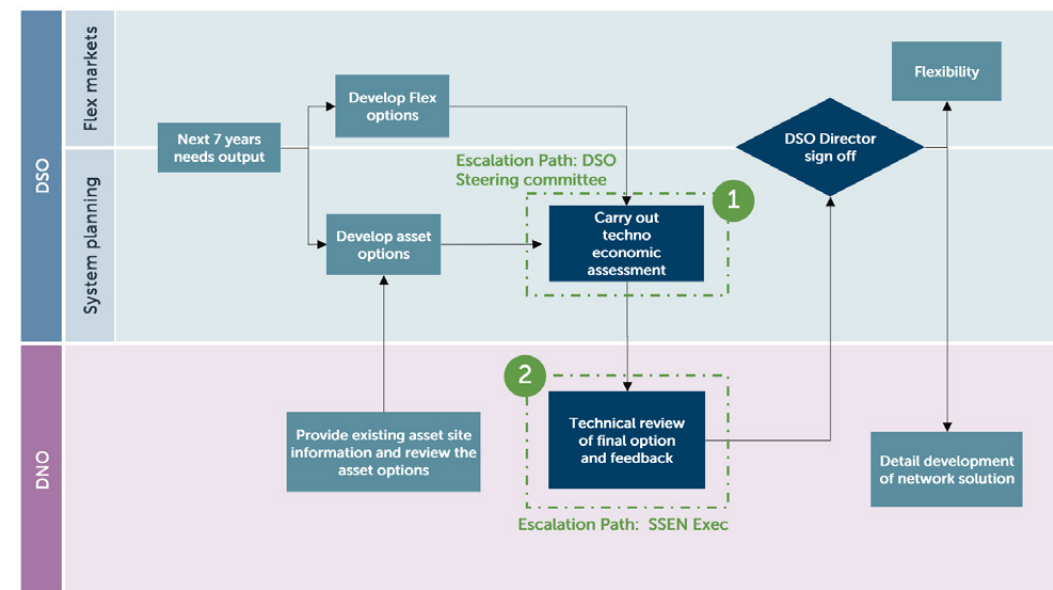 DSO
Flex markets
System planning
DNO
Next 7 years
needs output
Develop Flex
options
Develop asset
options
Provide existing asset site
information and review the
asset options
Escalation Path: DSO
Steering committee
1
Carry out
techno
economic
assessment
2
Technical review
of final option
and feedback
Escalation Path: SSEN Exec
DSO Director
sign off
Flexibility
Detail development
of network solution